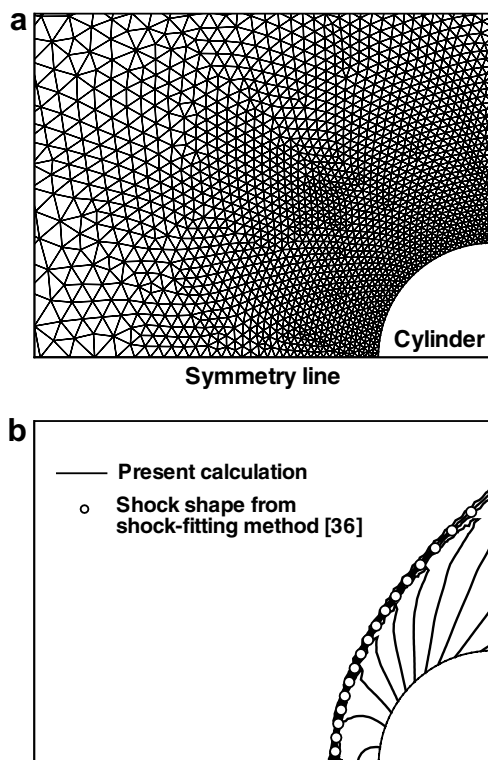 a
Cylinder
Symmetry line
b
Present calculation
Shock shape from
shock-fitting method [36]